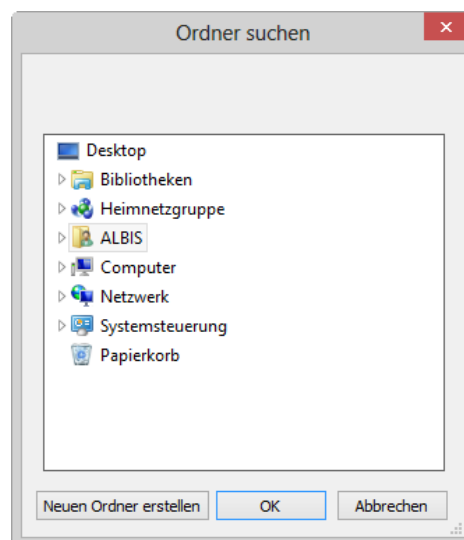 Ordner suchen
Desktop
Bibliotheken
Heimnetzgruppe
ALBIS
Computer
Netzwerk
Systemsteuerung
Papierkorb
Neuen Ordner erstellen OK Abbrechen